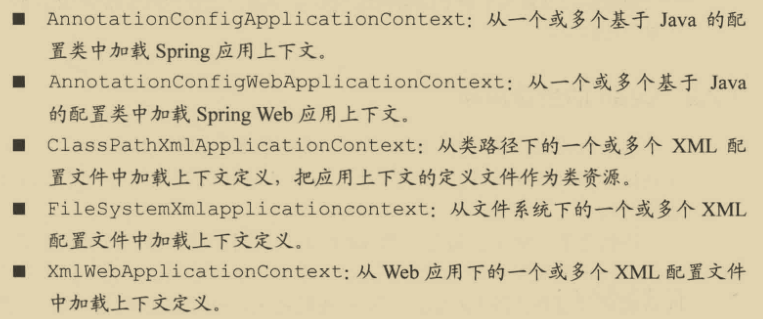 ■ AnnotationConfigApplicationContext：从一个或多个基于 Java 的配
置类中加载 Spring 应用上下文。
■ AnnotationConfigWebApplicationContext：从一个或多个基于 Java
的配置类中加载 Spring Web 应用上下文。
■ ClassPathXmlApplicationContext：从类路径下的一个或多个 XML 配
置文件中加载上下文定义，把应用上下文的定义文件作为类资源。
■ FileSystemXmlapplicationcontext：从文件系统下的一个或多个 XML
配置文件中加载上下文定义。
■ XmlWebApplicationContext：从 Web 应用下的一个或多个 XML 配置文件
中加载上下文定义。